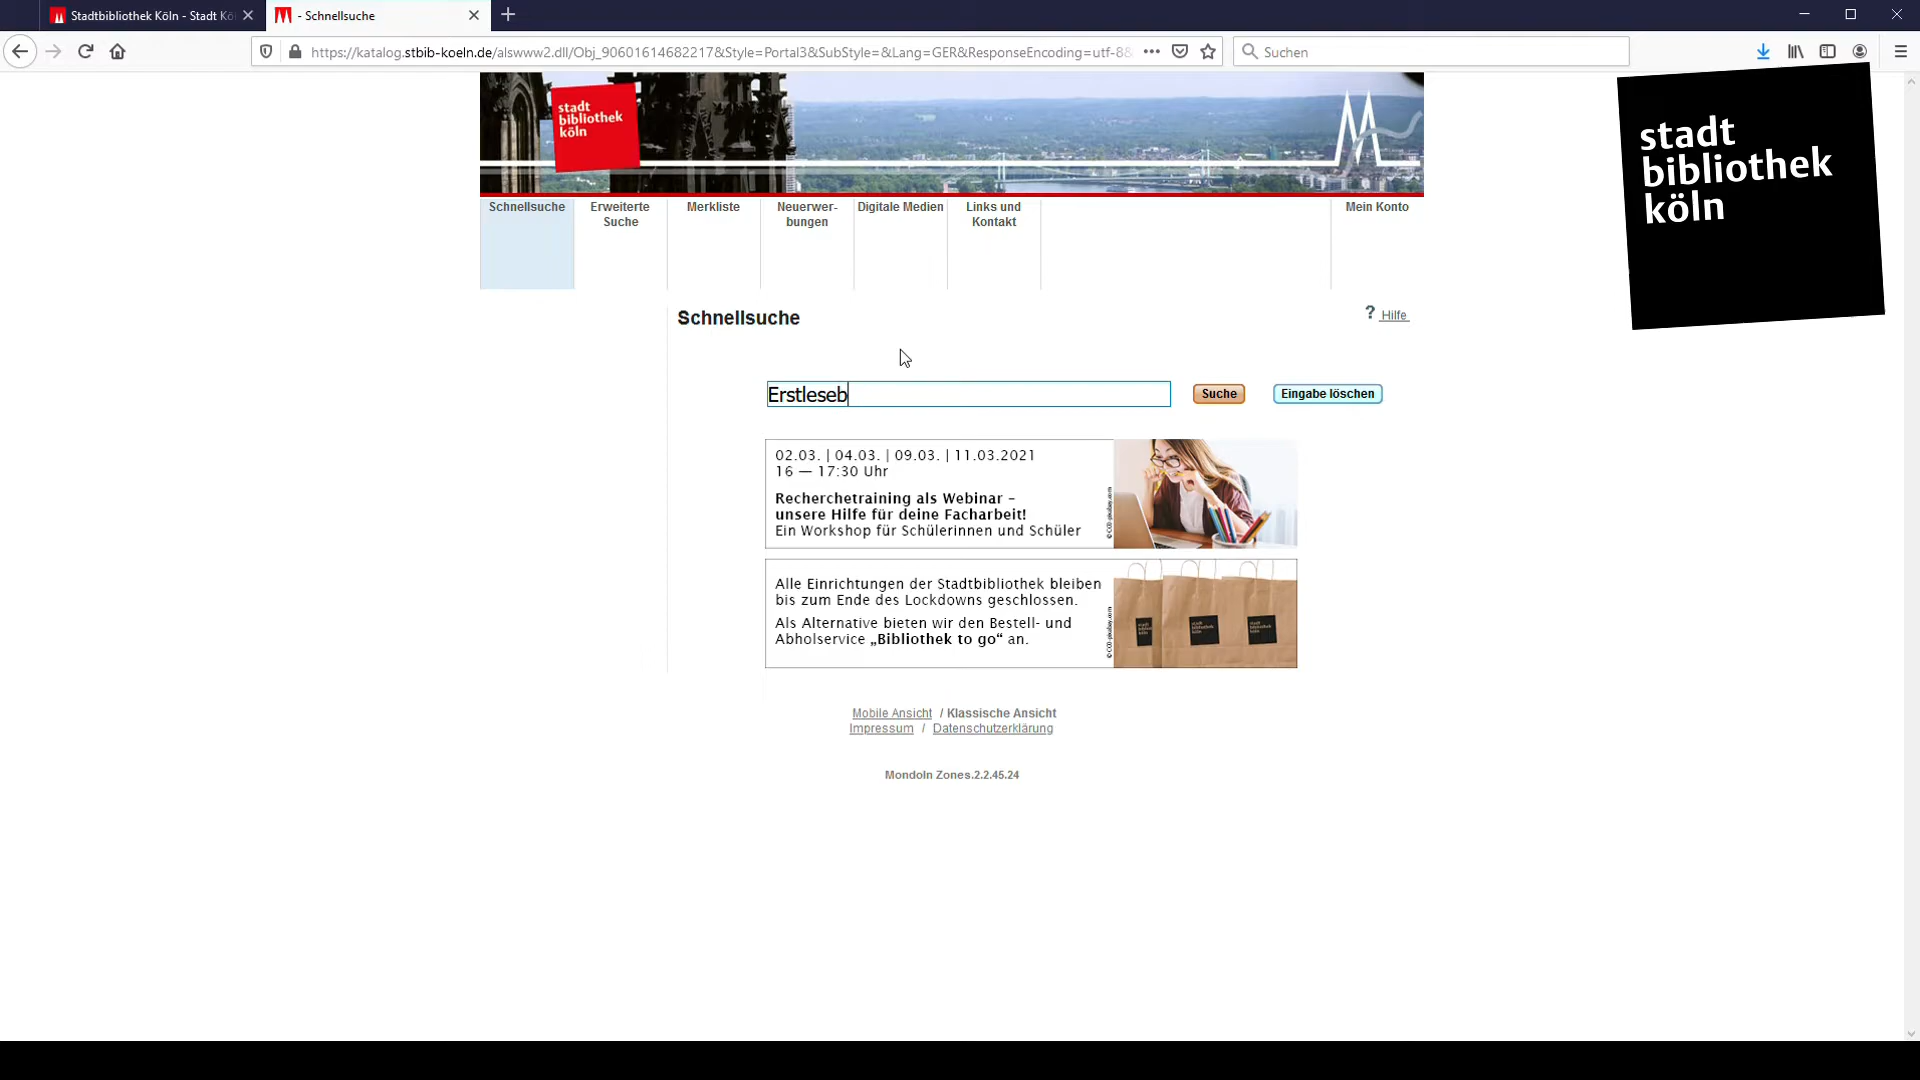 Stadtbibliothek Köln - Stadt Kö
- Schnellsuche
https://katalog.stbib-koeln.de/alswww2.dll/Obj_90601614682217&Style=Portal3&SubStyle=&Lang=GER&ResponseEncoding=utf-8&
Suchen
stadt
bibliothek
köln
stadt
bibliothek
köln
Schnellsuche
Erweiterte
Suche
Merkliste
Neuerwer-
bungen
Digitale Medien
Links und
Kontakt
Mein Konto
Schnellsuche
? Hilfe
Erstleseb
Suche
Eingabe löschen
02.03. | 04.03. | 09.03. | 11.03.2021
16 — 17:30 Uhr
Recherchetraining als Webinar –
unsere Hilfe für deine Facharbeit!
Ein Workshop für Schülerinnen und Schüler
Alle Einrichtungen der Stadtbibliothek bleiben
bis zum Ende des Lockdowns geschlossen.
Als Alternative bieten wir den Bestell- und
Abholservice „Bibliothek to go“ an.
Mobile Ansicht / Klassische Ansicht
Impressum / Datenschutzerklärung
MondoIn Zones.2.2.45.24